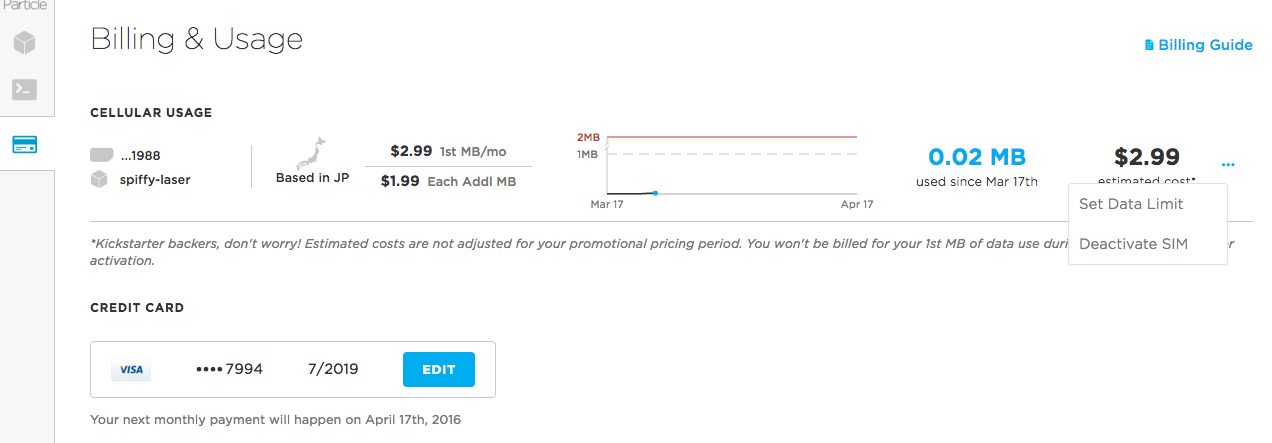 Particle
Billing & Usage
Billing Guide
CELLULAR USAGE
...1988
spiffy-laser
Based in JP
$2.99 1st MB/mo
$1.99 Each Addl MB
2MB
1MB
Mar 17
Apr 17
0.02 MB
used since Mar 17th
$2.99
estimated cost*
...
Set Data Limit
Deactivate SIM
*Kickstarter backers, don't worry! Estimated costs are not adjusted for your promotional pricing period. You won't be billed for your 1st MB of data use duri
activation.
CREDIT CARD
VISA
•••• 7994
7/2019
EDIT
Your next monthly payment will happen on April 17th, 2016